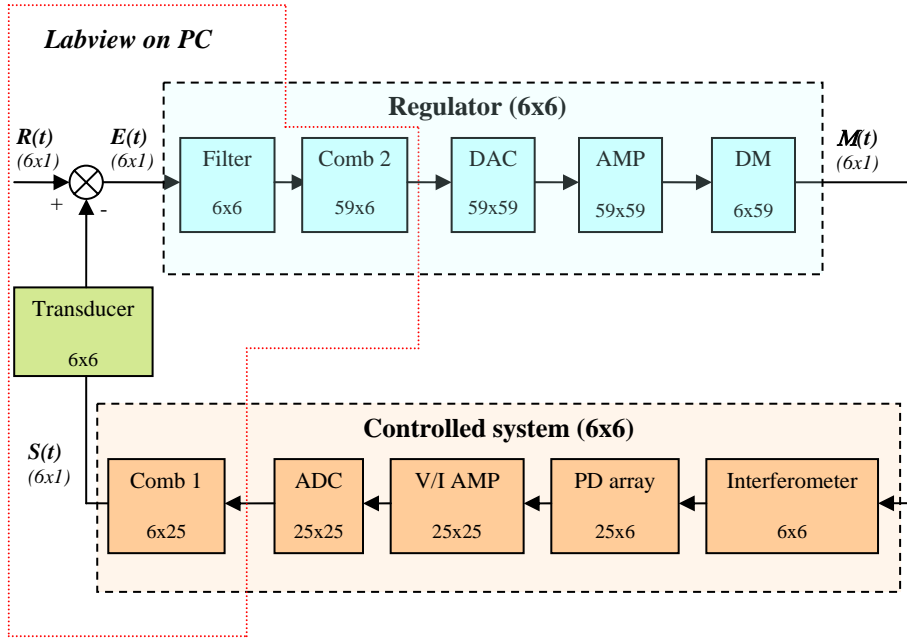 Labview on PC
Regulator (6x6)
R(t)
(6x1)
E(t)
(6x1)
M(t)
(6x1)
+
-
Filter
6x6
Comb 2
59x6
DAC
59x59
AMP
59x59
DM
6x59
Transducer
6x6
S(t)
(6x1)
Controlled system (6x6)
Comb 1
6x25
ADC
25x25
V/I AMP
25x25
PD array
25x6
Interferometer
6x6